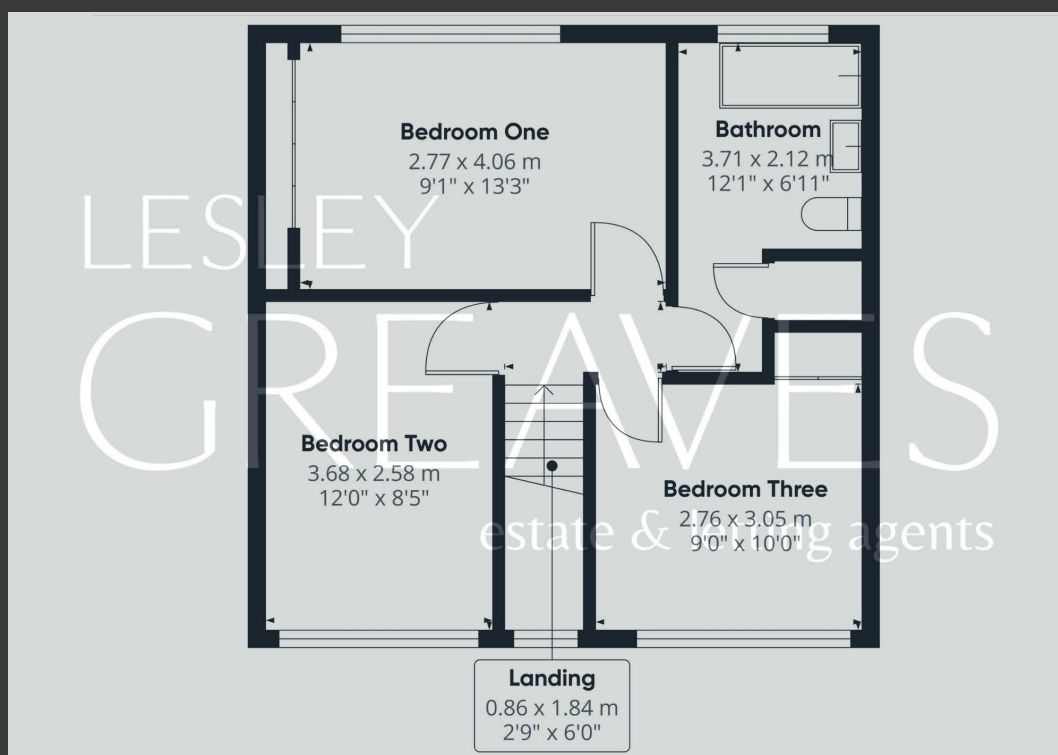 Bedroom One
2.77 x 4.06 m
9'1" x 13'3"
Bathroom
3.71 x 2.12 m
12'1" x 6'11"
LESLEY
GREAVES
estate & letting agents
Bedroom Two
3.68 x 2.58 m
12'0" x 8'5"
Bedroom Three
2.76 x 3.05 m
9'0" x 10'0"
Landing
0.86 x 1.84 m
2'9" x 6'0"